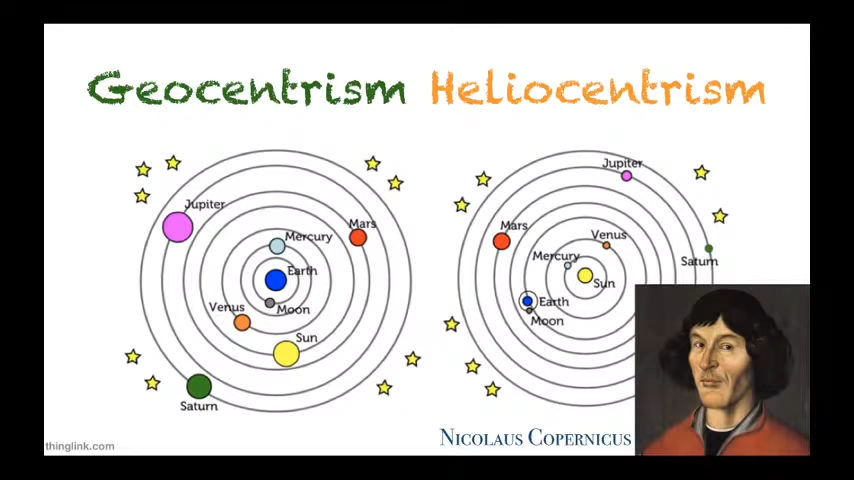 Geocentrism Heliocentrism
Jupiter
Mars
Mercury
Earth
Moon
Venus
Sun
Saturn
Jupiter
Mars
Venus
Mercury
Saturn
Sun
Earth
Moon
NICOLAUS COPERNICUS
thinglink.com